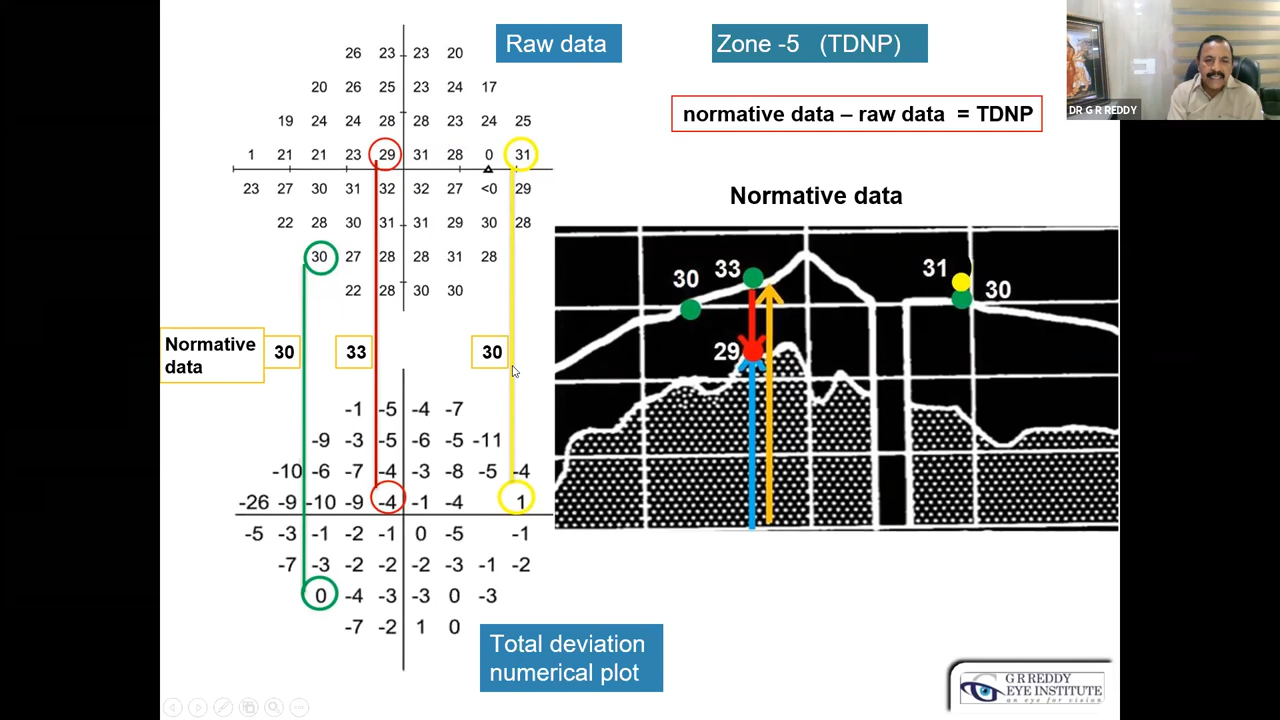 Raw data
Zone -5 (TDNP)
DR G R REDDY
26 23 23 20
20 26 25 23 24 17
19 24 24 28 28 23 24 25
1 21 21 23 29 31 28 0 31
23 27 30 31 32 32 27 <0 29
22 28 30 31 31 29 30 28
30 27 28 28 31 28
22 28 30 30
normative data – raw data = TDNP
Normative data
30 33 31 30
29
Normative
data
30 33 30
-1 -5 -4 -7
-9 -3 -5 -6 -5 -11
-10 -6 -7 -4 -3 -8 -5 -4
-26 -9 -10 -9 -4 -1 -4 1
-5 -3 -1 -2 -1 0 -5 -1
-7 -3 -2 -2 -2 -3 -1 -2
0 -4 -3 -3 0 -3
-7 -2 1 0
Total deviation
numerical plot
G R REDDY
EYE INSTITUTE
an eye for vision